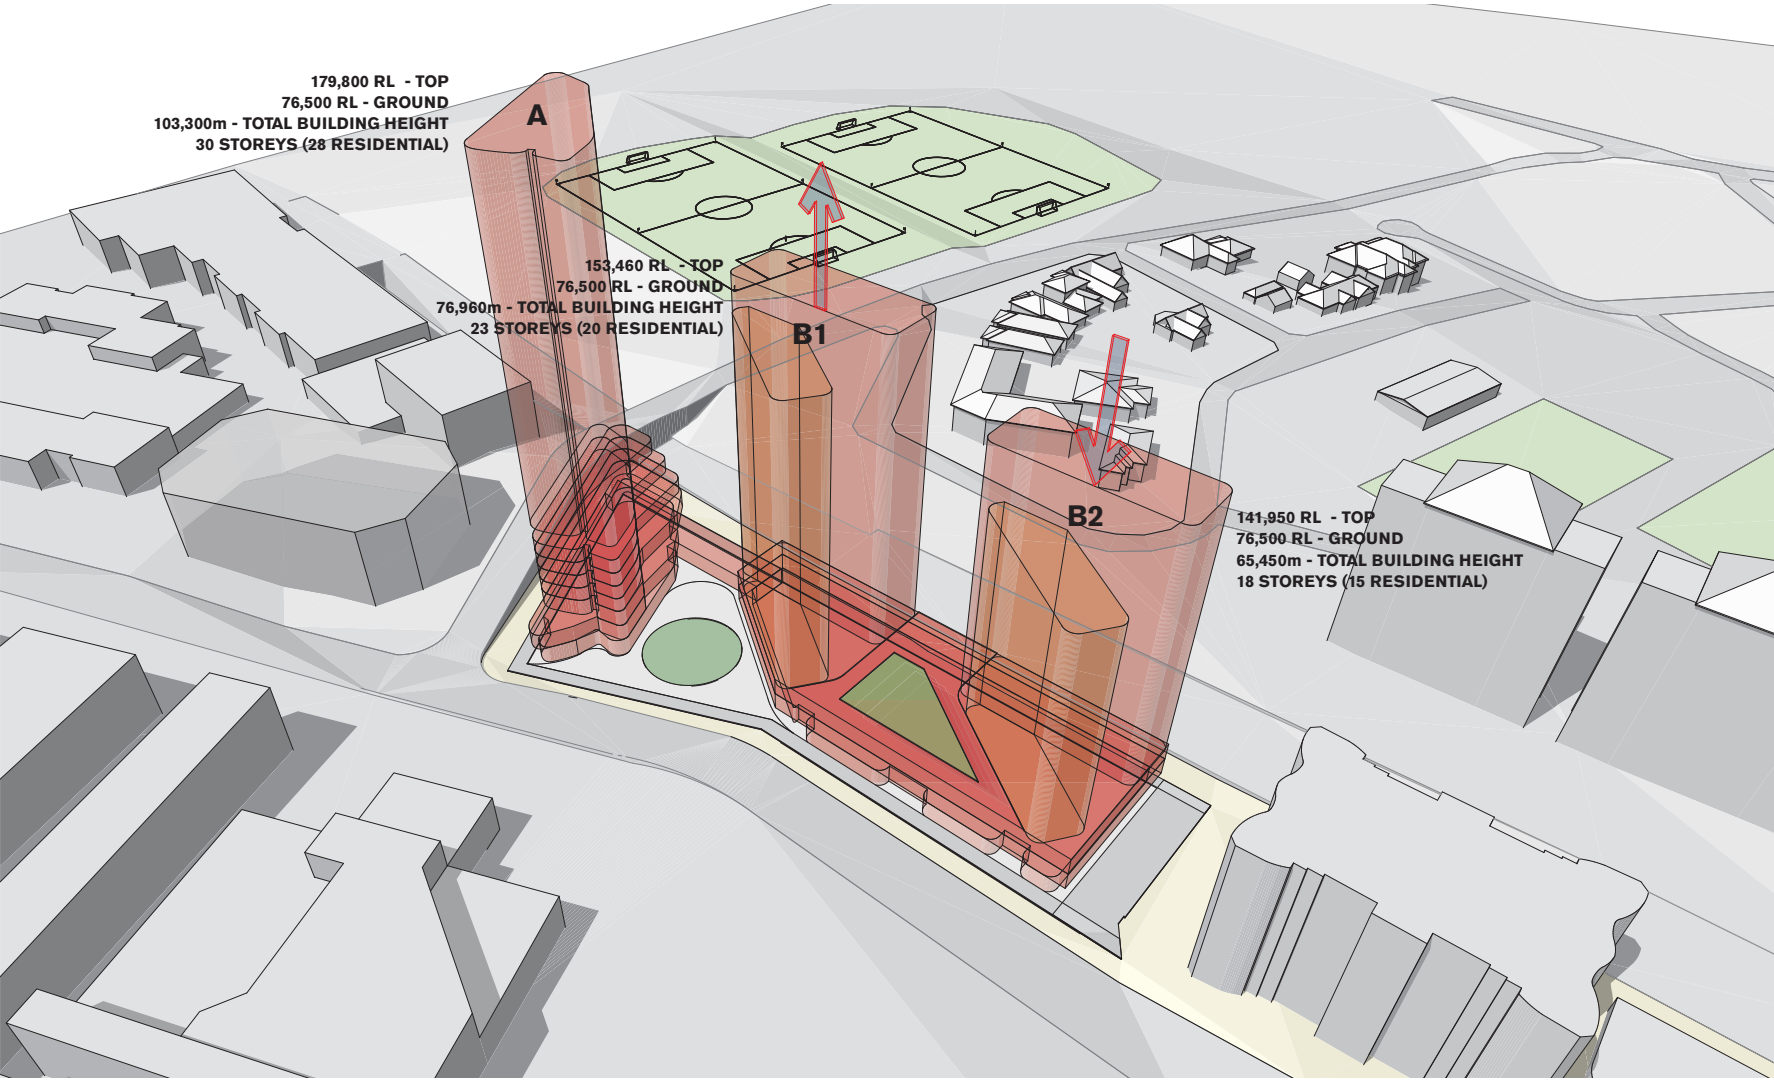 179,800 RL - TOP
76,500 RL - GROUND
103,300m - TOTAL BUILDING HEIGHT
30 STOREYS (28 RESIDENTIAL)
A
153,460 RL - TOP
76,500 RL - GROUND
76,960m - TOTAL BUILDING HEIGHT
23 STOREYS (20 RESIDENTIAL)
B1
B2
141,950 RL - TOP
76,500 RL - GROUND
65,450m - TOTAL BUILDING HEIGHT
18 STOREYS (15 RESIDENTIAL)